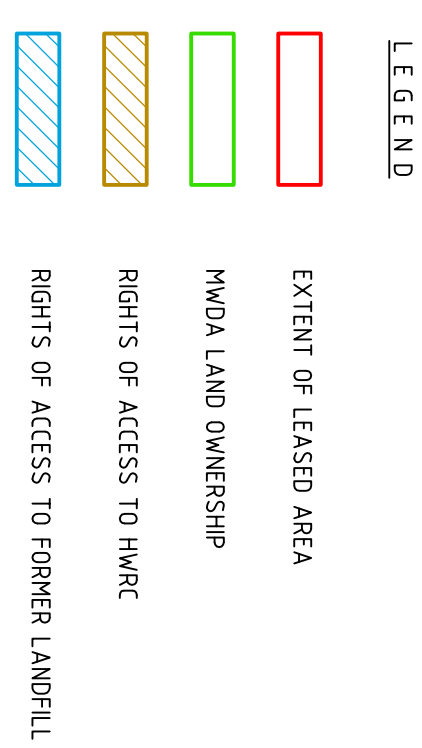 LEGEND
EXTENT OF LEASED AREA
MWDA LAND OWNERSHIP
RIGHTS OF ACCESS TO HWRC
RIGHTS OF ACCESS TO FORMER LANDFILL